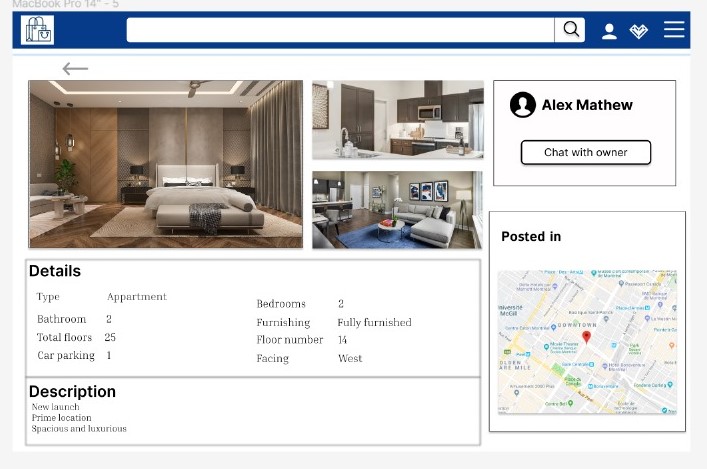 MacBook Pro 14" - 5
Alex Mathew
Chat with owner
Posted in
DOWNTOWN
Details
Type Appartment
Bathroom 2
Total floors 25
Car parking 1
Bedrooms 2
Furnishing Fully furnished
Floor number 14
Facing West
Description
New launch
Prime location
Spacious and luxurious